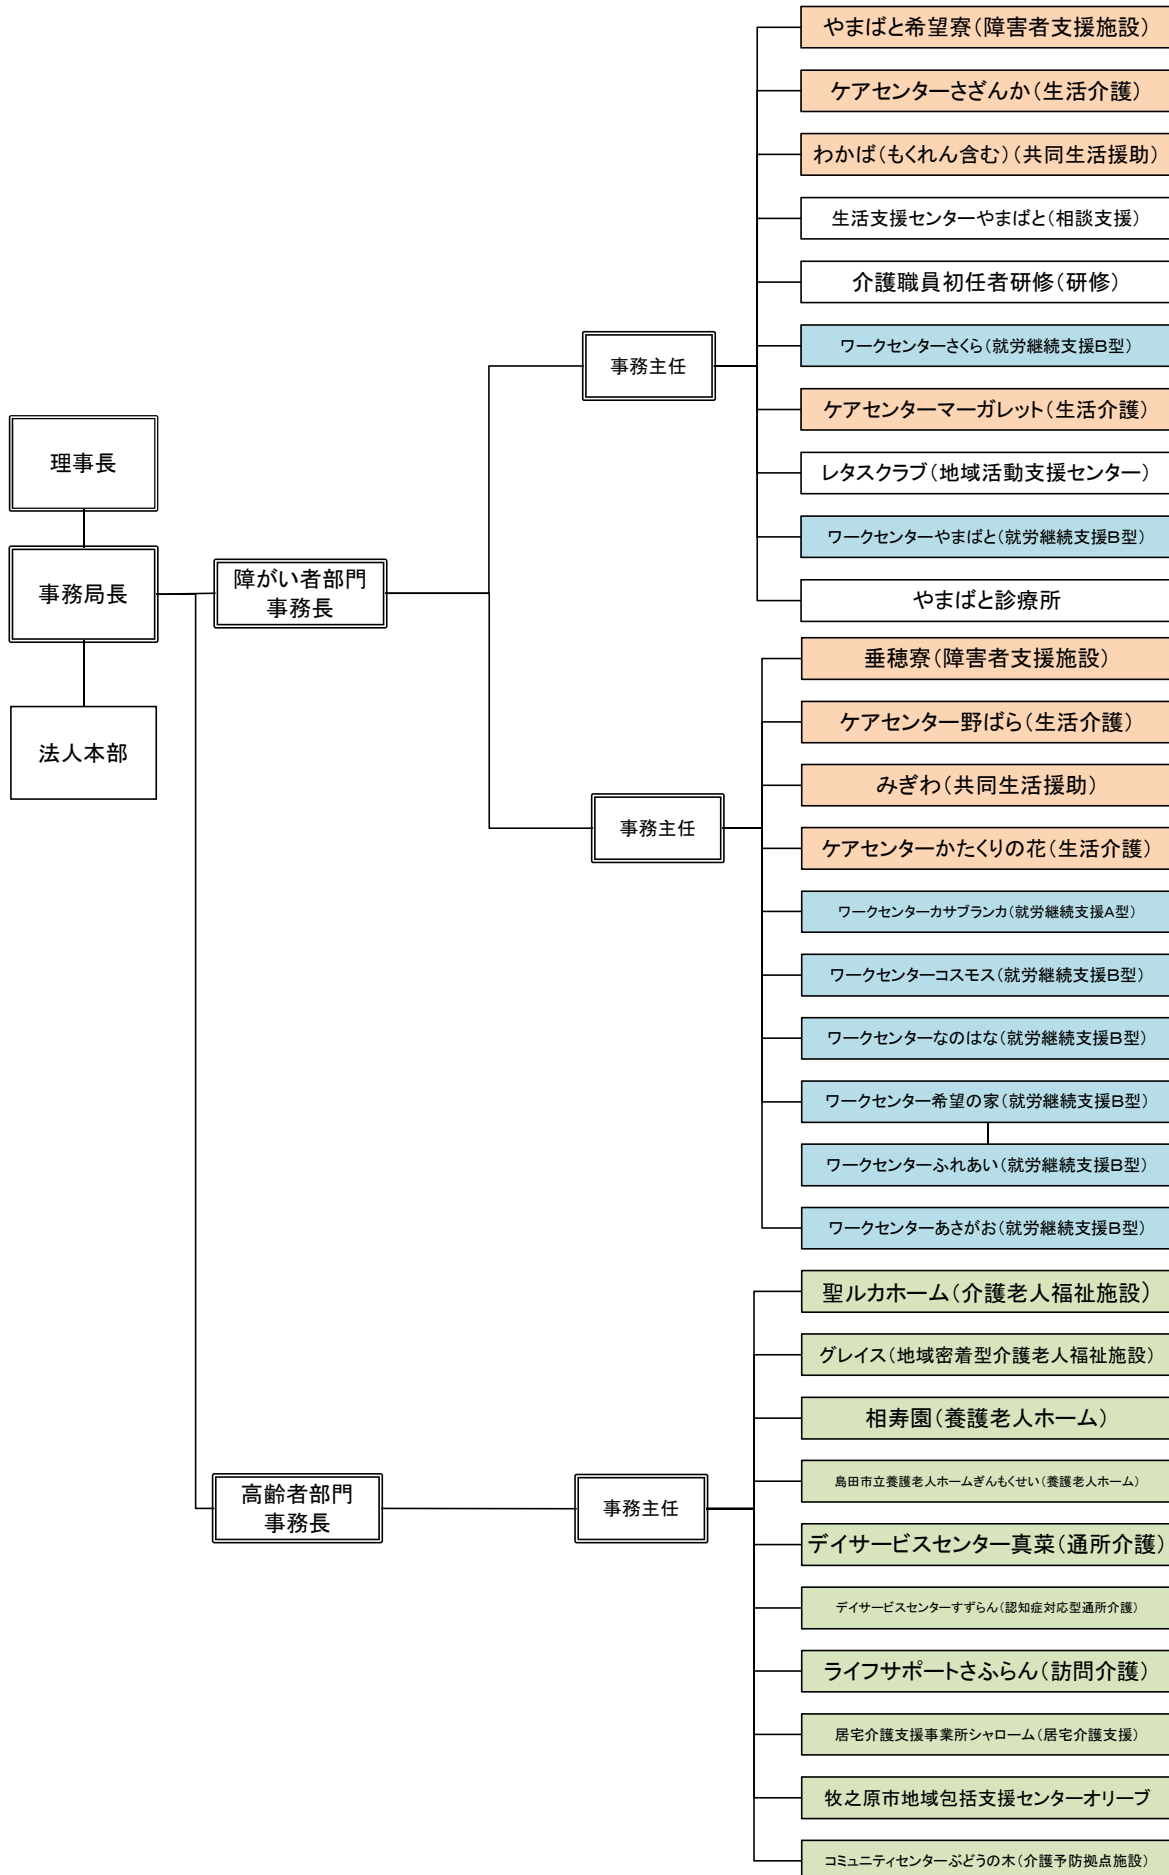 理事長
事務局長
法人本部
障がい者部門
事務長
事務主任
やまばと希望寮(障害者支援施設)
ケアセンターさざんか(生活介護)
わかば(もくれん含む)(共同生活援助)
生活支援センターやまばと(相談支援)
介護職員初任者研修(研修)
ワークセンターさくら(就労継続支援B型)
ケアセンターマーガレット(生活介護)
レタスクラブ(地域活動支援センター)
ワークセンターやまばと(就労継続支援B型)
やまばと診療所
事務主任
垂穂寮(障害者支援施設)
ケアセンター野ばら(生活介護)
みぎわ(共同生活援助)
ケアセンターかたくりの花(生活介護)
ワークセンターカサブランカ(就労継続支援A型)
ワークセンターコスモス(就労継続支援B型)
ワークセンターなのはな(就労継続支援B型)
ワークセンター希望の家(就労継続支援B型)
ワークセンターふれあい(就労継続支援B型)
ワークセンターあさがお(就労継続支援B型)
高齢者部門
事務長
事務主任
聖ルカホーム(介護老人福祉施設)
グレイス(地域密着型介護老人福祉施設)
相寿園(養護老人ホーム)
島田市立養護老人ホームぎんもくせい(養護老人ホーム)
デイサービスセンター真菜(通所介護)
デイサービスセンターすずらん(認知症対応型通所介護)
ライフサポートさふらん(訪問介護)
居宅介護支援事業所シャローム(居宅介護支援)
牧之原市地域包括支援センターオリーブ
コミュニティセンターぶどうの木(介護予防拠点施設)